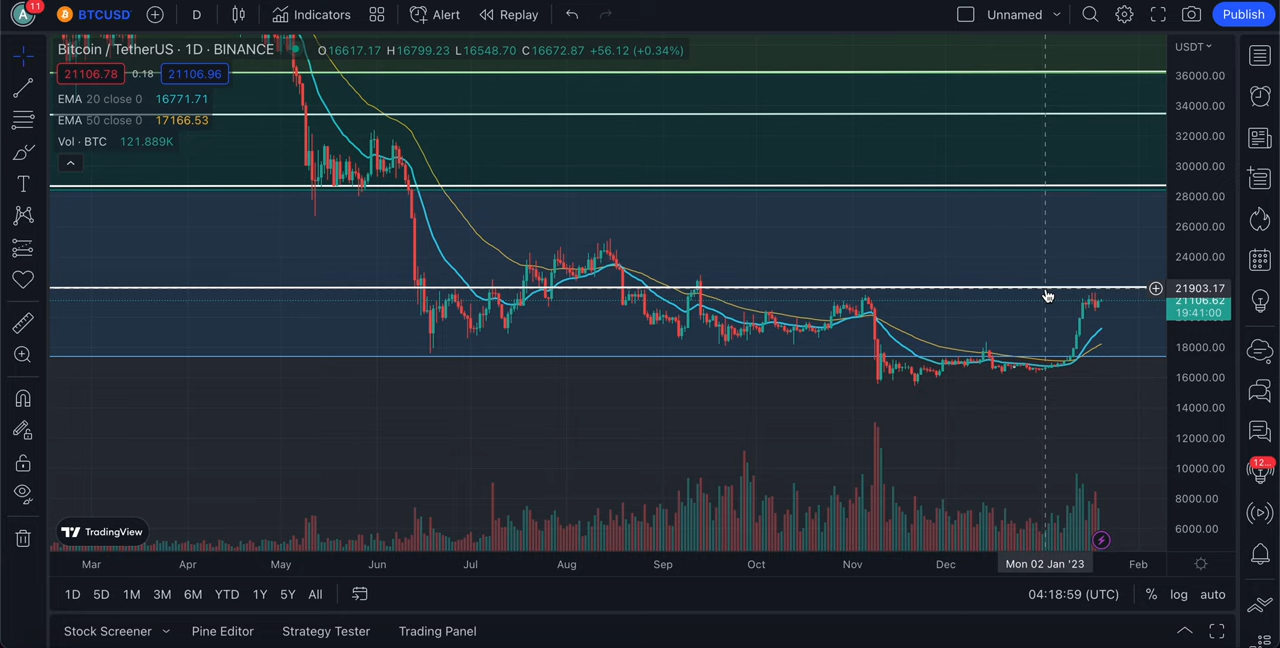 A 11 BTCUSD D Indicators Alert Replay Unnamed Publish
Bitcoin / TetherUS · 1D · BINANCE O16617.17 H16799.23 L16548.70 C16672.87 +56.12 (+0.34%) USDT
21106.78 0.18 21106.96
EMA 20 close 0 16771.71
EMA 50 close 0 17166.53
Vol · BTC 121.889K
36000.00
34000.00
32000.00
30000.00
28000.00
26000.00
24000.00
21903.17
21106.62
19:41:00
18000.00
16000.00
14000.00
12000.00
10000.00
8000.00
6000.00
12...
TradingView
Mar Apr May Jun Jul Aug Sep Oct Nov Dec Mon 02 Jan '23 Feb
1D 5D 1M 3M 6M YTD 1Y 5Y All 04:18:59 (UTC) % log auto
Stock Screener Pine Editor Strategy Tester Trading Panel